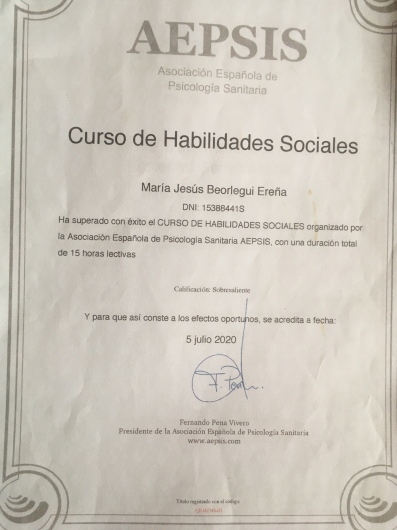 AEPSIS
Asociación Española de
Psicología Sanitaria
Curso de Habilidades Sociales
María Jesús Beorlegui Ereña
DNI: 15388441S
Ha superado con éxito el CURSO DE HABILIDADES SOCIALES organizado por
la Asociación Española de Psicología Sanitaria AEPSIS, con una duración total
de 15 horas lectivas
Calificación: Sobresaliente
Y para que así conste a los efectos oportunos, se acredita a fecha:
5 julio 2020
Fernando Pena Vivero
Presidente de la Asociación Española de Psicología Sanitaria
www.aepsis.com
Título registrado con el código